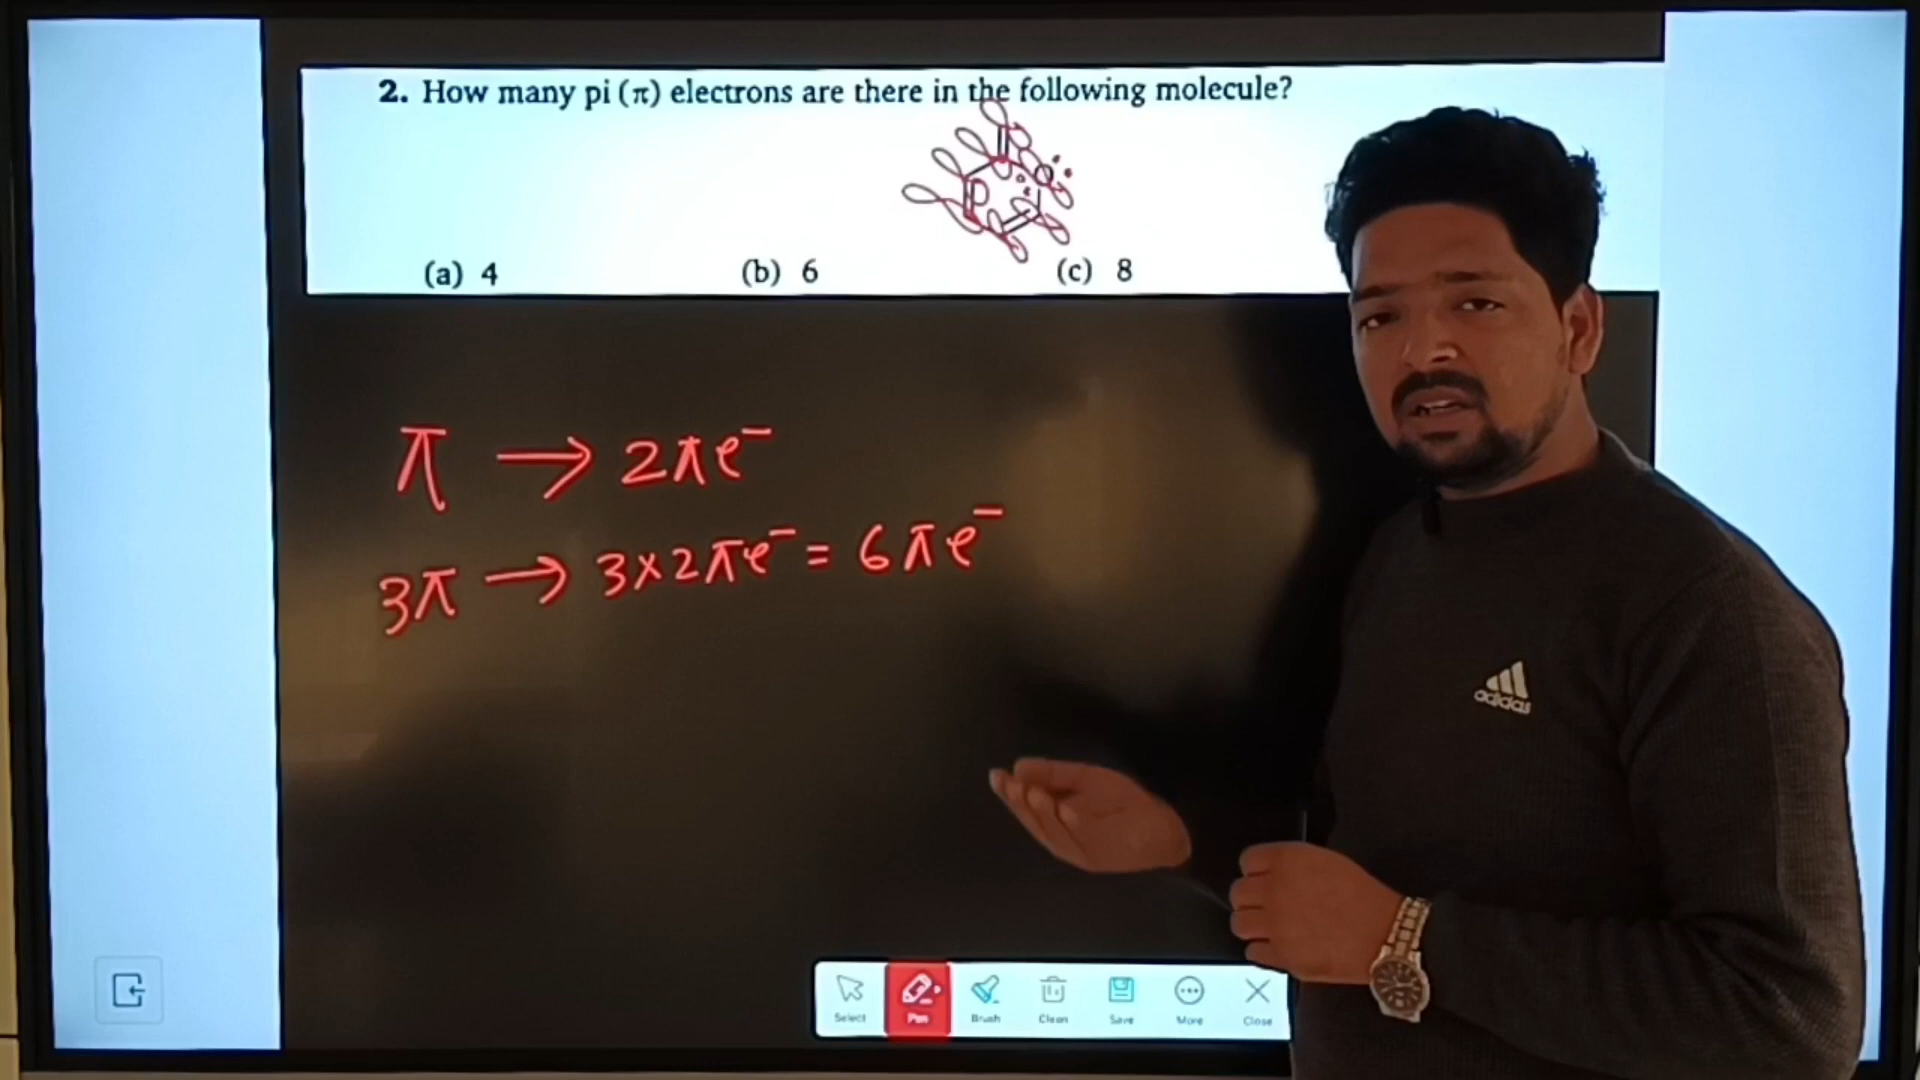 2. How many pi (π) electrons are there in the following molecule?
O
(a) 4 (b) 6 (c) 8
π → 2πe⁻
3π → 3×2πe⁻ = 6πe⁻
adidas
Select Pen Brush Clean Save More Close